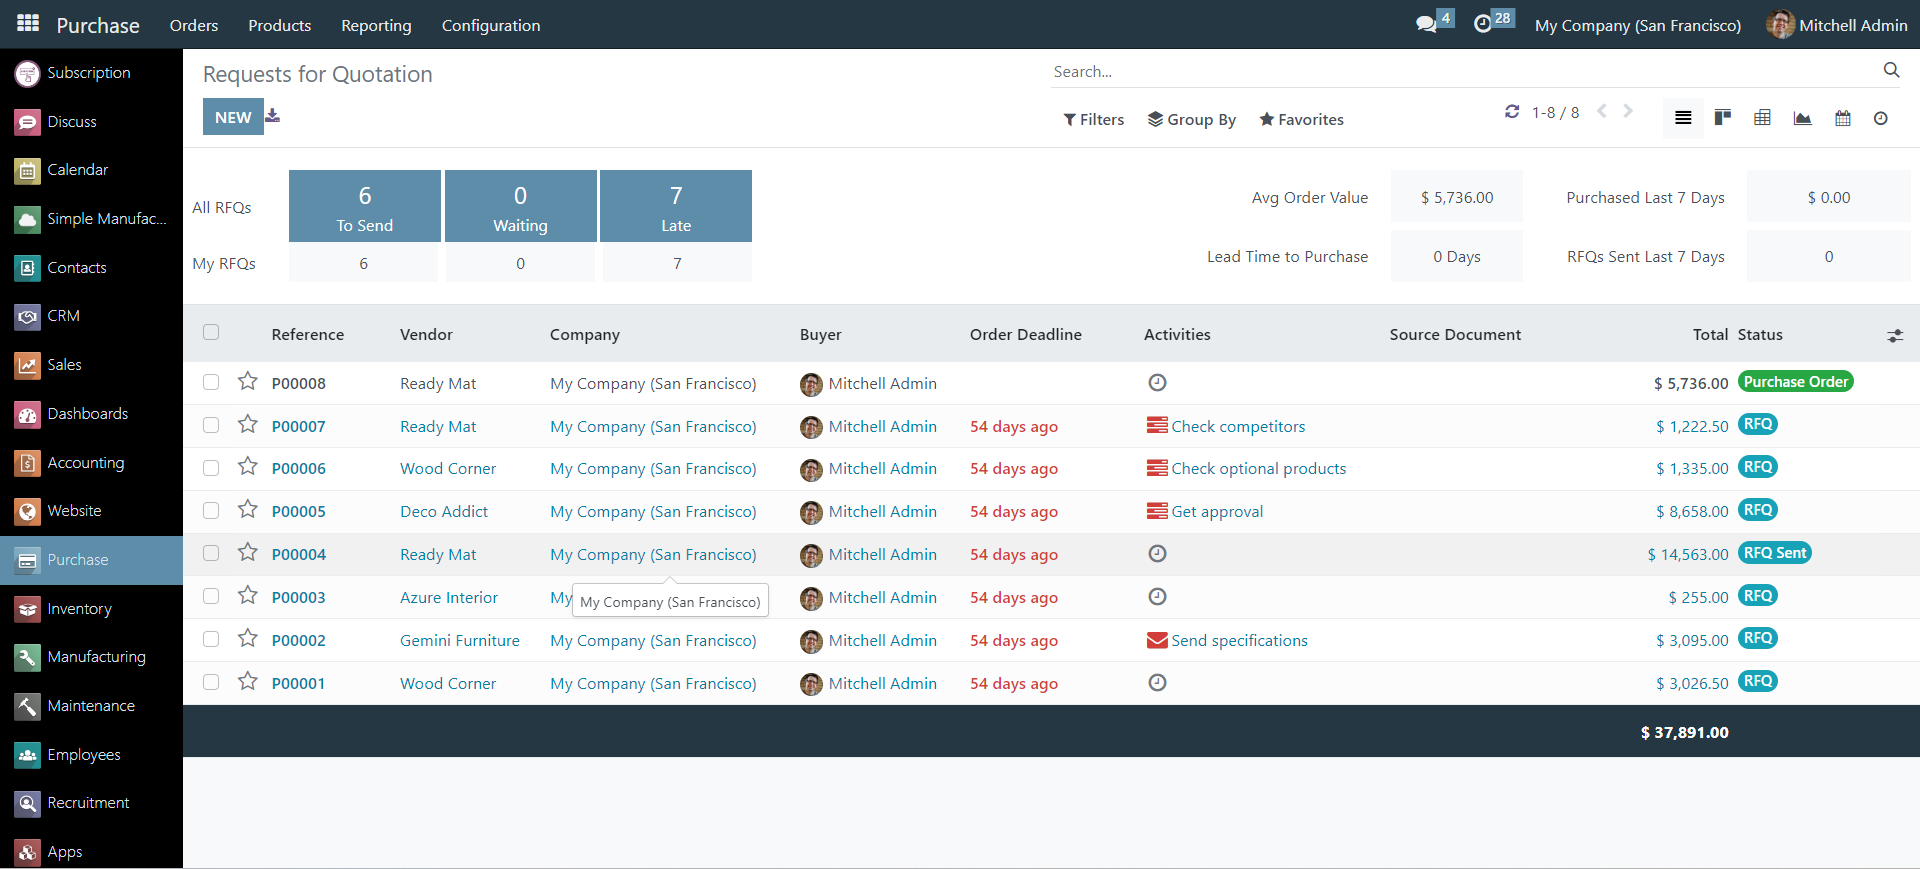 Purchase Orders Products Reporting Configuration 4 28 My Company (San Francisco) Mitchell Admin
Subscription
Discuss
Calendar
Simple Manufac...
Contacts
CRM
Sales
Dashboards
Accounting
Website
Purchase
Inventory
Manufacturing
Maintenance
Employees
Recruitment
Apps
Requests for Quotation
Search...
NEW
Filters Group By Favorites 1-8 / 8
All RFQs 6 To Send 0 Waiting 7 Late
My RFQs 6 0 7
Avg Order Value $ 5,736.00 Purchased Last 7 Days $ 0.00
Lead Time to Purchase 0 Days RFQs Sent Last 7 Days 0
Reference Vendor Company Buyer Order Deadline Activities Source Document Total Status
P00008 Ready Mat My Company (San Francisco) Mitchell Admin $ 5,736.00 Purchase Order
P00007 Ready Mat My Company (San Francisco) Mitchell Admin 54 days ago Check competitors $ 1,222.50 RFQ
P00006 Wood Corner My Company (San Francisco) Mitchell Admin 54 days ago Check optional products $ 1,335.00 RFQ
P00005 Deco Addict My Company (San Francisco) Mitchell Admin 54 days ago Get approval $ 8,658.00 RFQ
P00004 Ready Mat My Company (San Francisco) Mitchell Admin 54 days ago $ 14,563.00 RFQ Sent
P00003 Azure Interior My Mitchell Admin 54 days ago $ 255.00 RFQ
My Company (San Francisco)
P00002 Gemini Furniture My Company (San Francisco) Mitchell Admin 54 days ago Send specifications $ 3,095.00 RFQ
P00001 Wood Corner My Company (San Francisco) Mitchell Admin 54 days ago $ 3,026.50 RFQ
$ 37,891.00